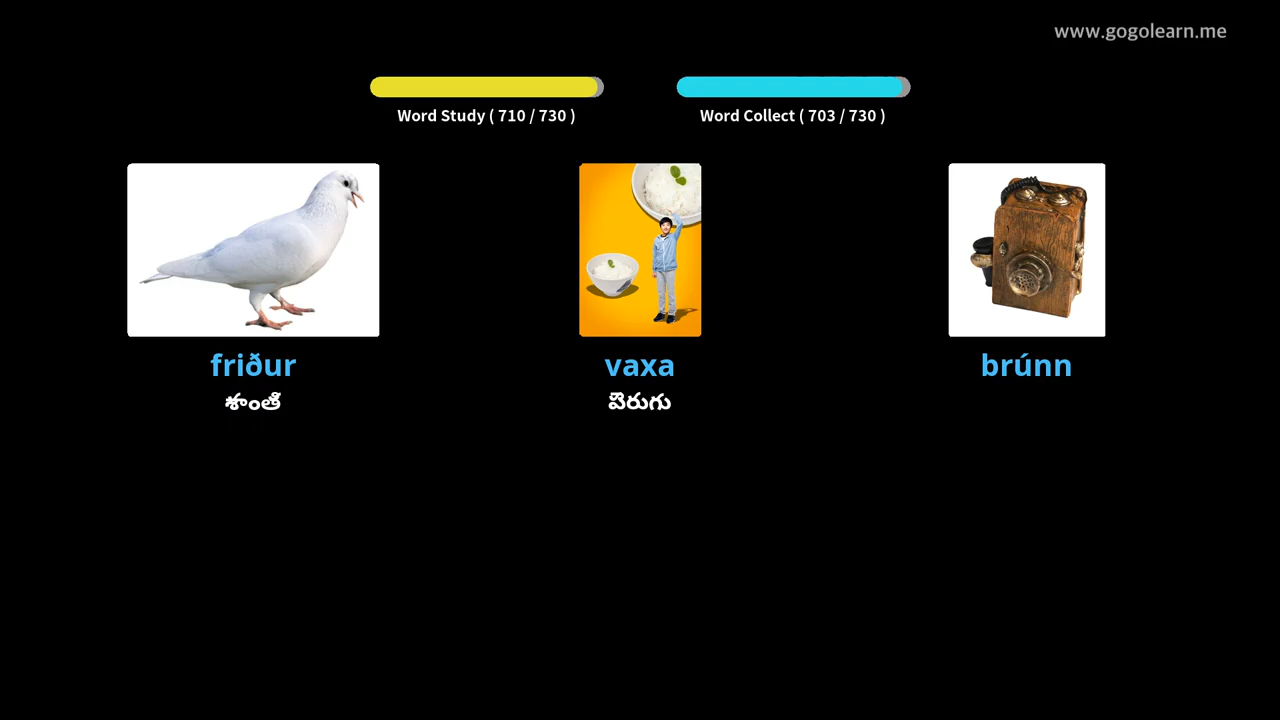 www.gogolearn.me
Word Study ( 710 / 730 )
Word Collect ( 703 / 730 )
friður
vaxa
brúnn
శాంతి
పెరుగు